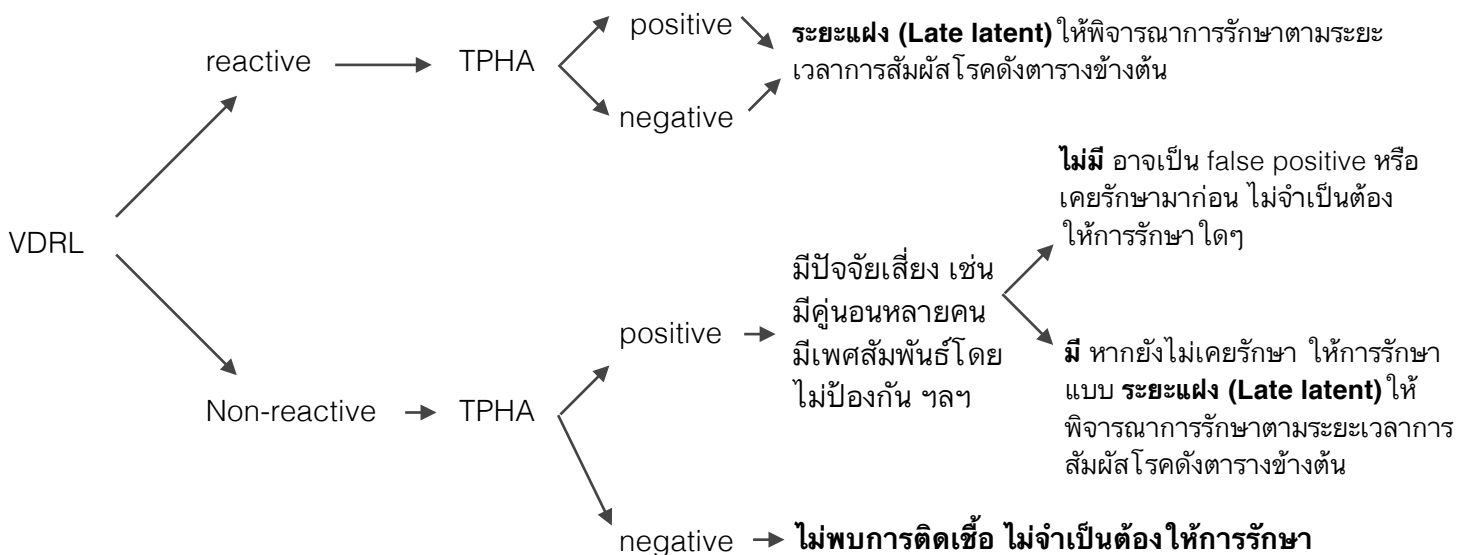 VDRL
reactive
TPHA
positive
negative
ระยะแฝง (Late latent) ให้พิจารณาการรักษาตามระยะ
เวลาการสัมผัสโรคดังตารางข้างต้น
Non-reactive
TPHA
positive
มีปัจจัยเสี่ยง เช่น
มีคู่นอนหลายคน
มีเพศสัมพันธ์โดย
ไม่ป้องกัน ฯลฯ
ไม่มี อาจเป็น false positive หรือ
เคยรักษามาก่อน ไม่จำเป็นต้อง
ให้การรักษาใดๆ
มี หากยังไม่เคยรักษา ให้การรักษา
แบบ ระยะแฝง (Late latent) ให้
พิจารณาการรักษาตามระยะเวลาการ
สัมผัสโรคดังตารางข้างต้น
negative
ไม่พบการติดเชื้อ ไม่จำเป็นต้องให้การรักษา